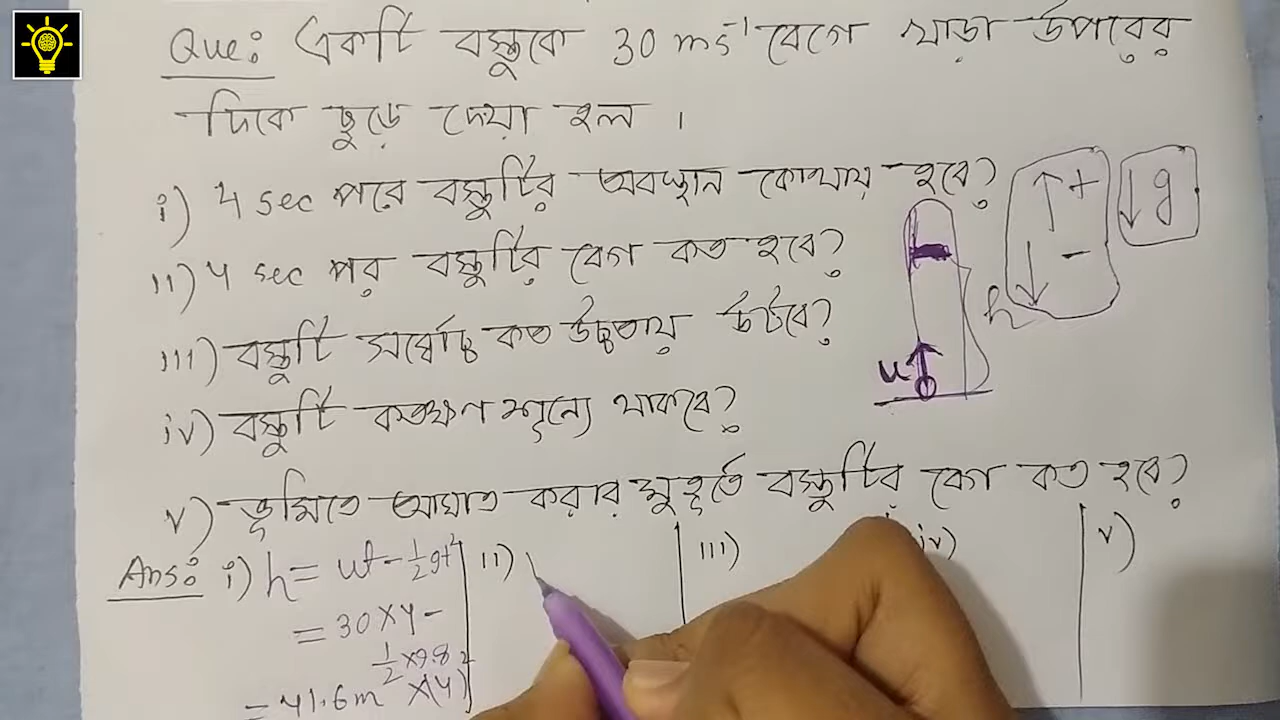 Que: একটি বস্তুকে 30 ms⁻¹ বেগে খাড়া উপরের
দিকে ছুড়ে দেয়া হল ।
i) 4 sec পরে বস্তুটির অবস্থান কোথায় হবে?
ii) 4 sec পর বস্তুটির বেগ কত হবে?
iii) বস্তুটি সর্বোচ্চ কত উচ্চতায় উঠবে?
iv) বস্তুটি কতক্ষণ শূন্যে থাকবে?
v) ভূমিতে আঘাত করার মুহূর্তে বস্তুটির বেগ কত হবে?
↑ +
↓ -
↓ g
h
u
Ans: i) h = ut - ½gt²
= 30 × 4 -
½ × 9.8
× (4)²
= 41.6 m
ii)
iii)
iv)
v)